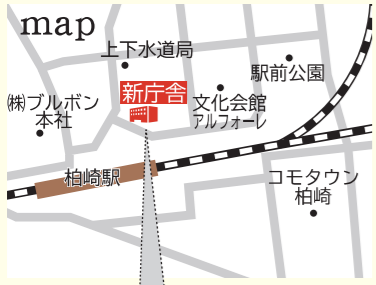 map
上下水道局
駅前公園
新庁舎
㈱ブルボン
本社
文化会館
アルフォーレ
柏崎駅
コモタウン
柏崎